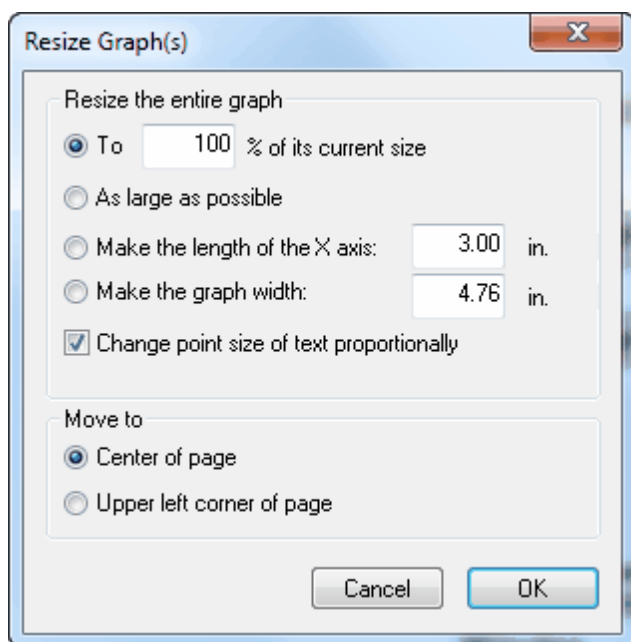 Resize Graph(s)
Resize the entire graph
To 100 % of its current size
As large as possible
Make the length of the X axis: 3.00 in.
Make the graph width: 4.76 in.
Change point size of text proportionally
Move to
Center of page
Upper left corner of page
Cancel OK